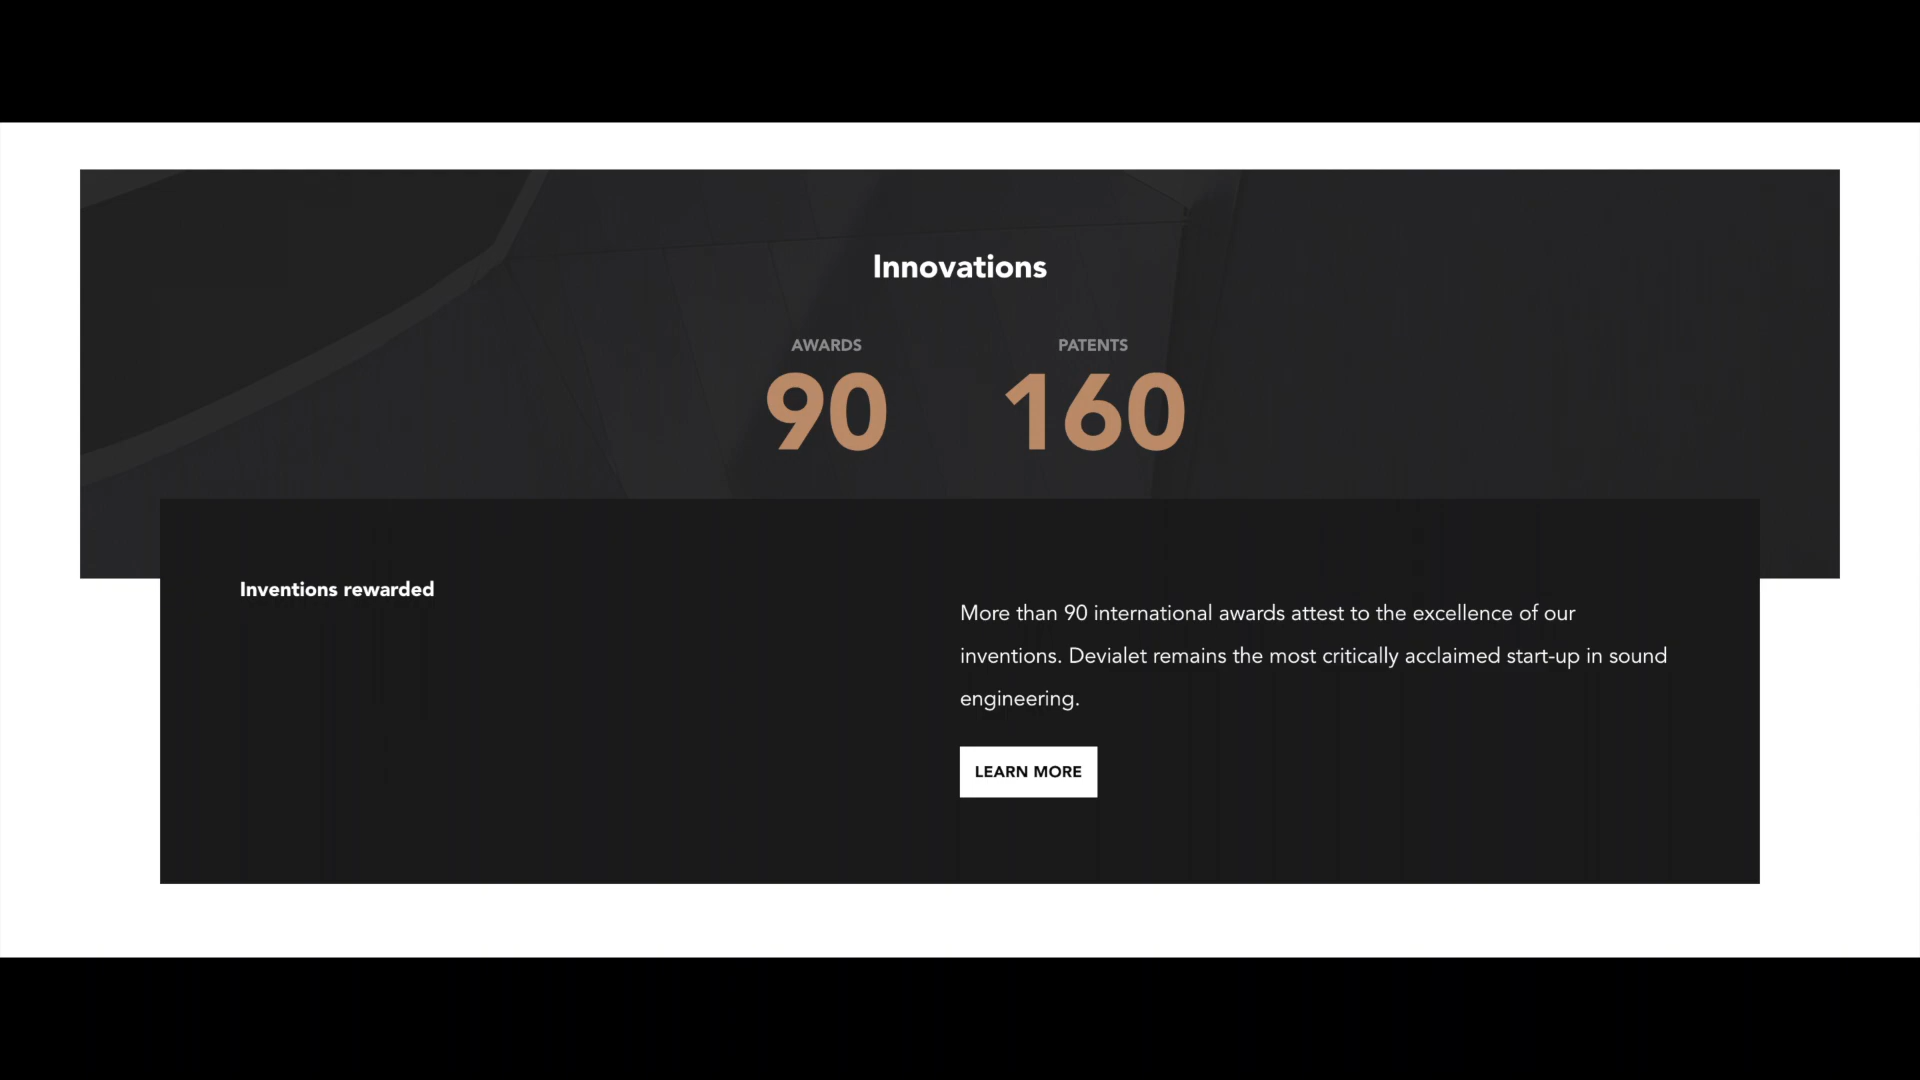 Innovations
AWARDS
90
PATENTS
160
Inventions rewarded
More than 90 international awards attest to the excellence of our
inventions. Devialet remains the most critically acclaimed start-up in sound
engineering.
LEARN MORE